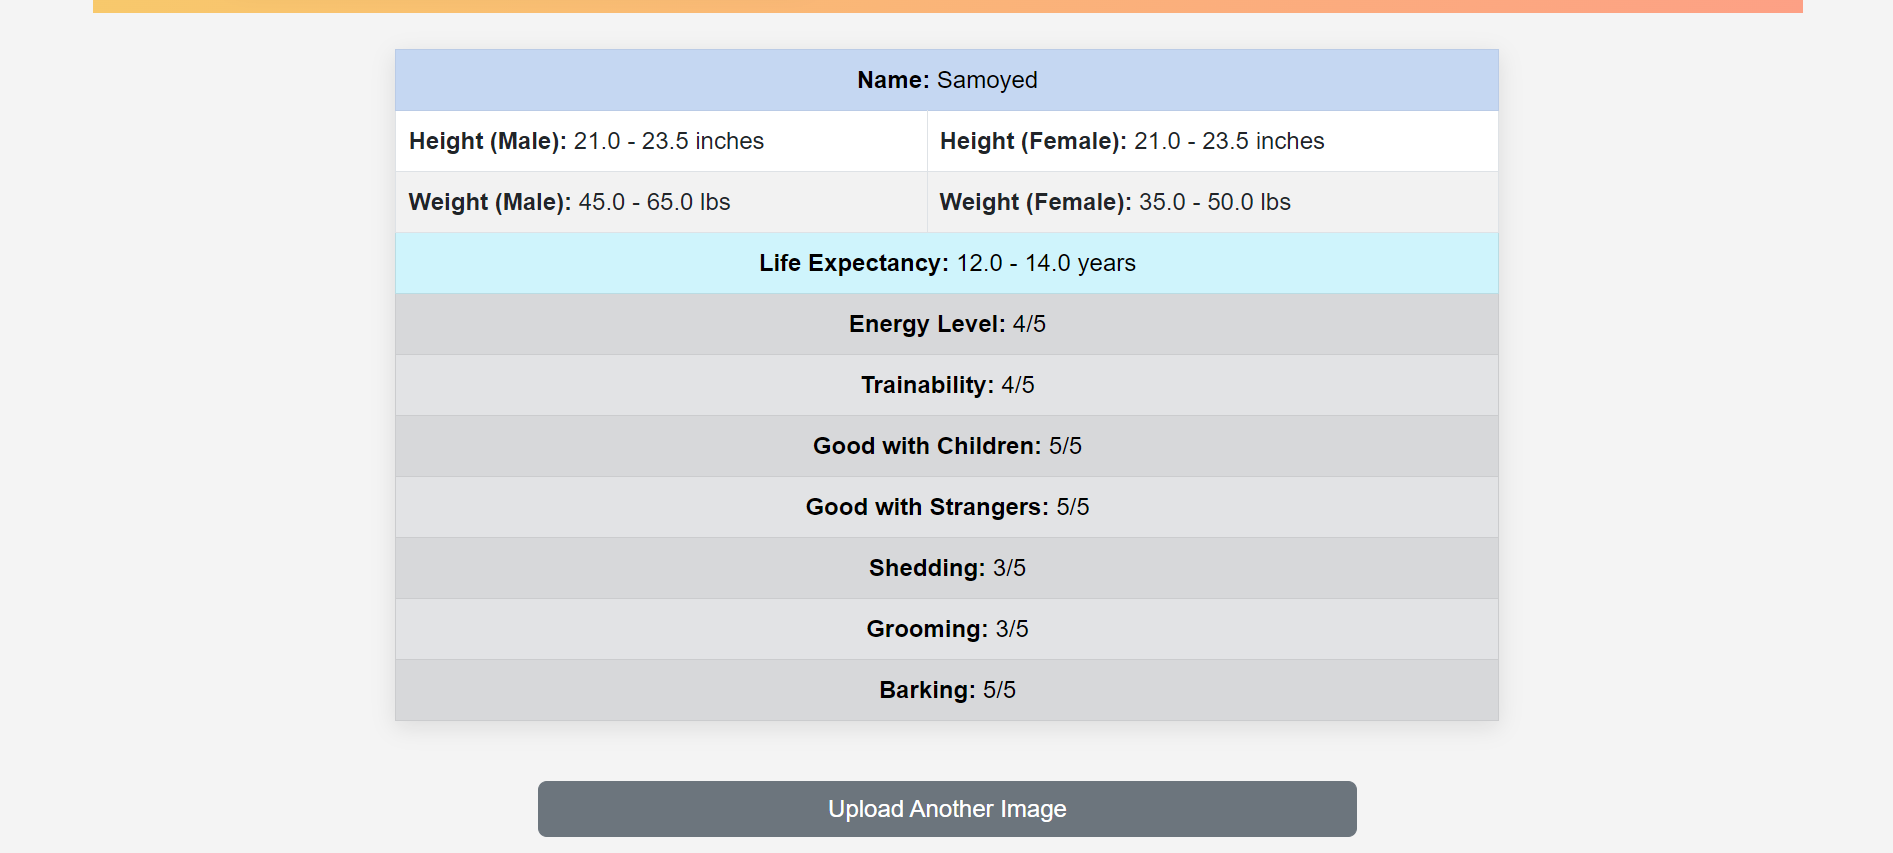 Name: Samoyed
Height (Male): 21.0 - 23.5 inches
Height (Female): 21.0 - 23.5 inches
Weight (Male): 45.0 - 65.0 lbs
Weight (Female): 35.0 - 50.0 lbs
Life Expectancy: 12.0 - 14.0 years
Energy Level: 4/5
Trainability: 4/5
Good with Children: 5/5
Good with Strangers: 5/5
Shedding: 3/5
Grooming: 3/5
Barking: 5/5
Upload Another Image